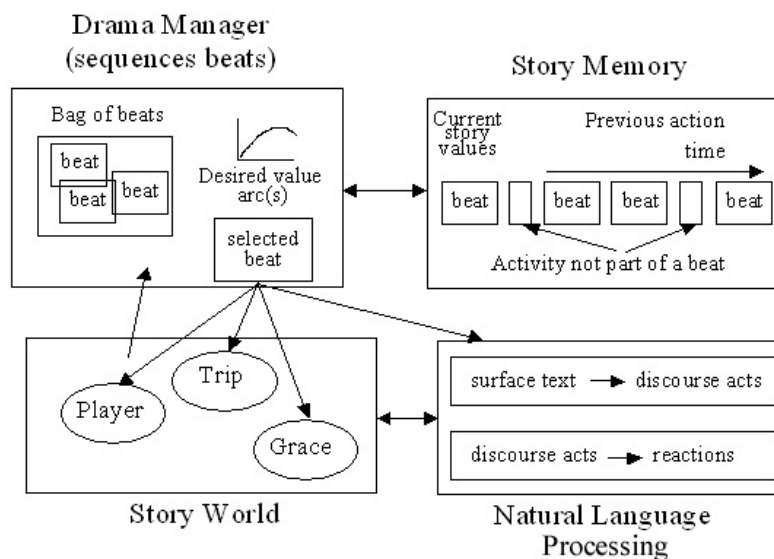 Drama Manager
(sequences beats)
Bag of beats
beat
beat
beat
Desired value
arc(s)
selected
beat
Story Memory
Current
story
values
Previous action
time
beat
beat
beat
beat
Activity not part of a beat
Player
Trip
Grace
Story World
surface text
discourse acts
discourse acts
reactions
Natural Language
Processing